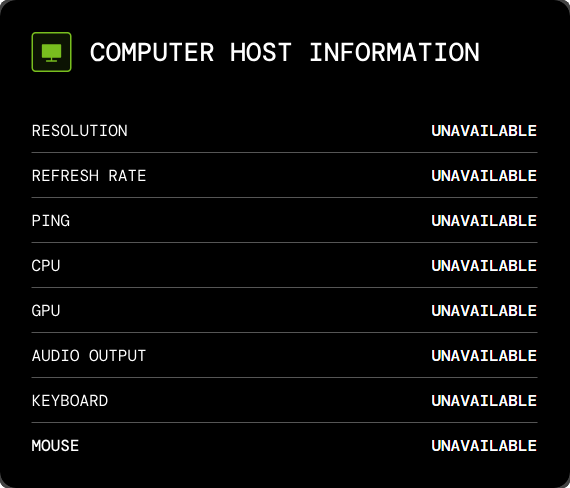 COMPUTER HOST INFORMATION
RESOLUTION UNAVAILABLE
REFRESH RATE UNAVAILABLE
PING UNAVAILABLE
CPU UNAVAILABLE
GPU UNAVAILABLE
AUDIO OUTPUT UNAVAILABLE
KEYBOARD UNAVAILABLE
MOUSE UNAVAILABLE